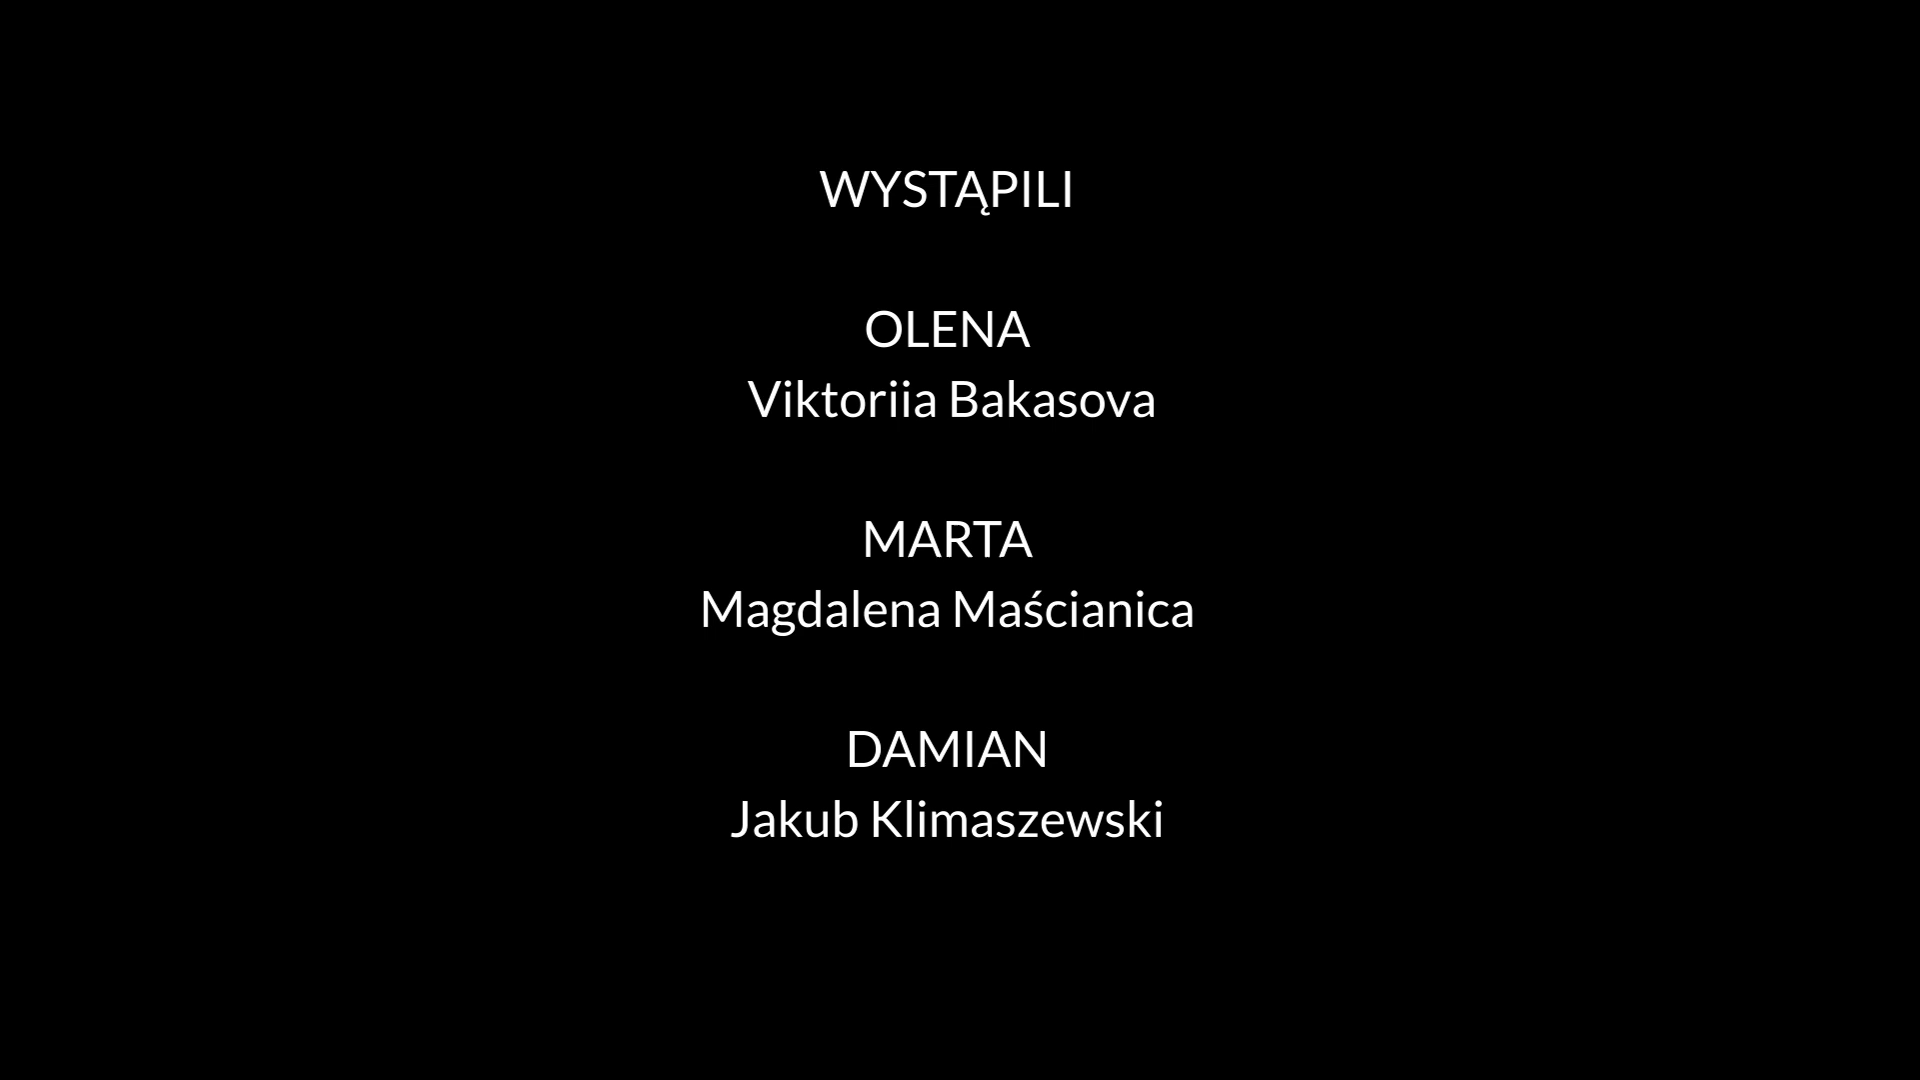 WYSTĄPILI
OLENA
Viktoriia Bakasova
MARTA
Magdalena Maścianica
DAMIAN
Jakub Klimaszewski